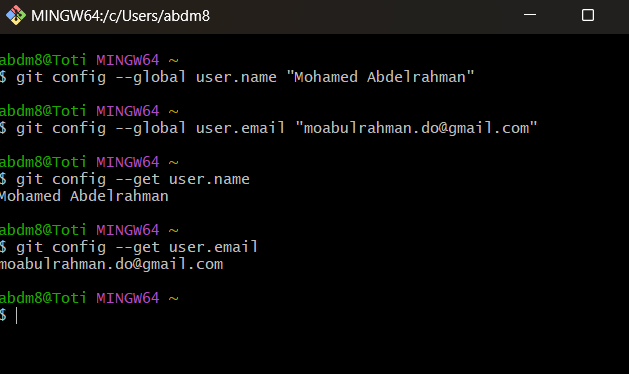 MINGW64:/c/Users/abdm8
abdm8@Toti MINGW64 ~
$ git config --global user.name "Mohamed Abdelrahman"
abdm8@Toti MINGW64 ~
$ git config --global user.email "moabulrahman.do@gmail.com"
abdm8@Toti MINGW64 ~
$ git config --get user.name
Mohamed Abdelrahman
abdm8@Toti MINGW64 ~
$ git config --get user.email
moabulrahman.do@gmail.com
abdm8@Toti MINGW64 ~
$